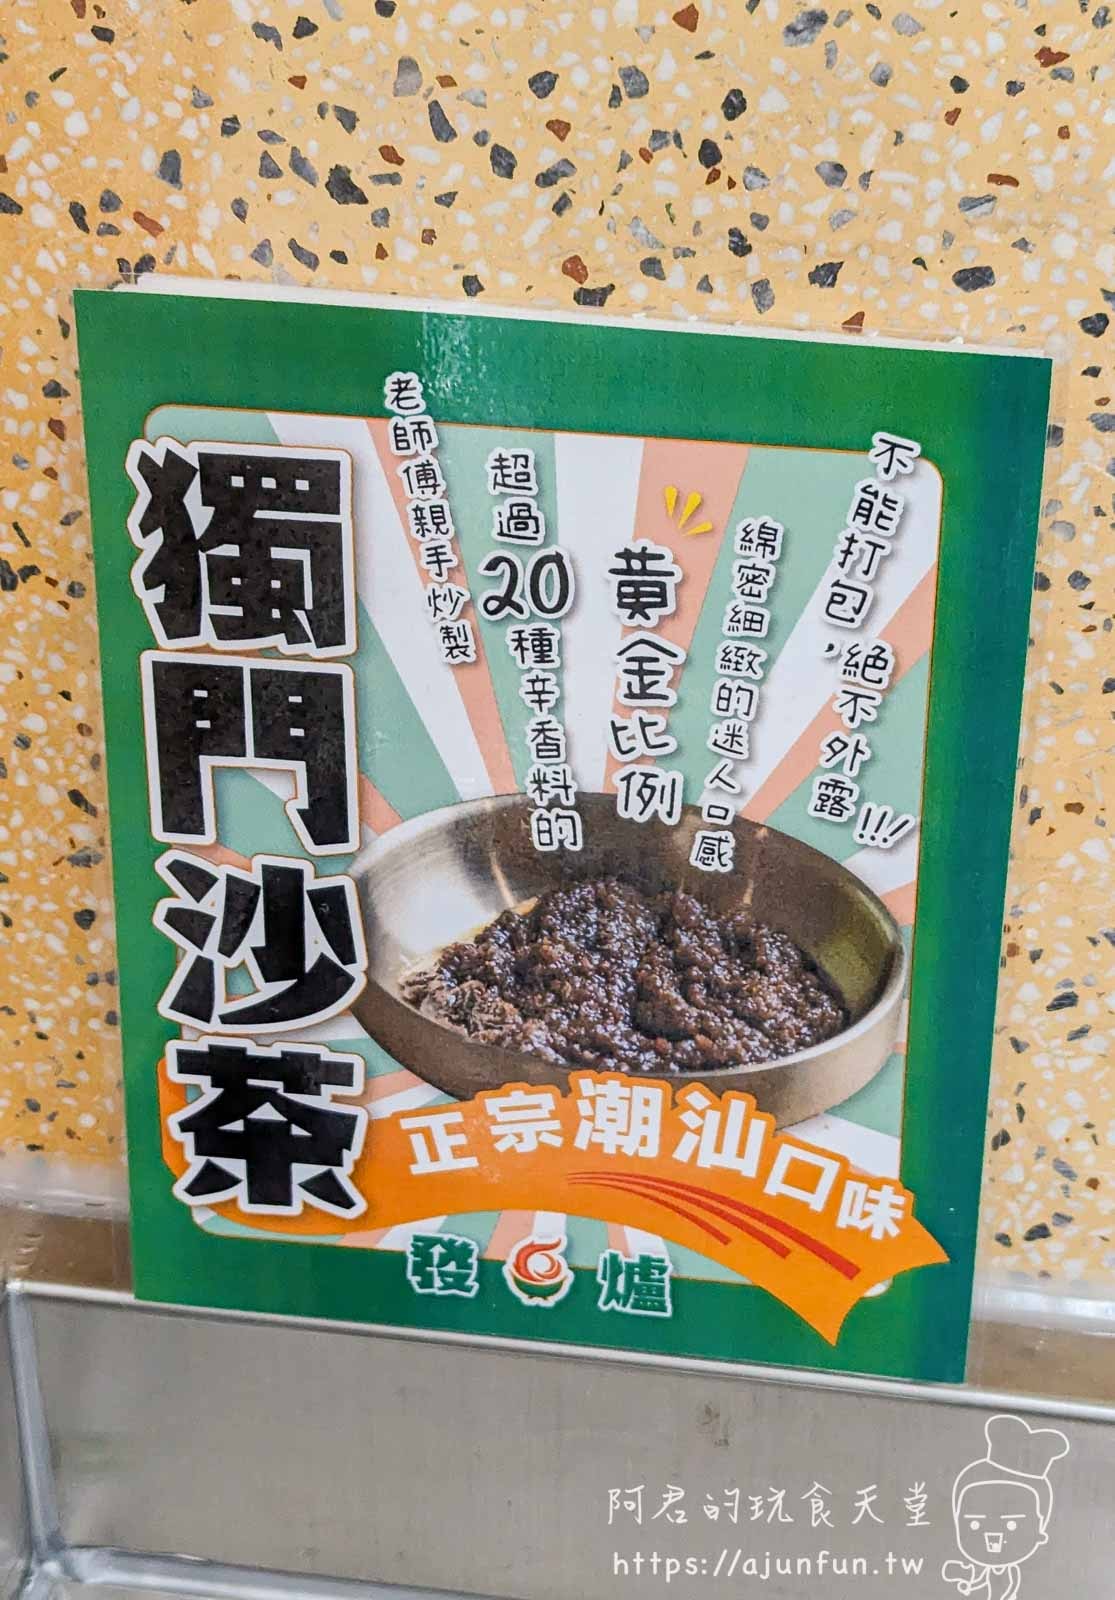 獨門沙茶
老師傅親手炒製
超過20種辛香料的
黃金比例
綿密細緻的迷人口感
不能打包,絕不外露!!!
正宗潮汕口味
發爐
阿君的玩食天堂
https://ajunfun.tw